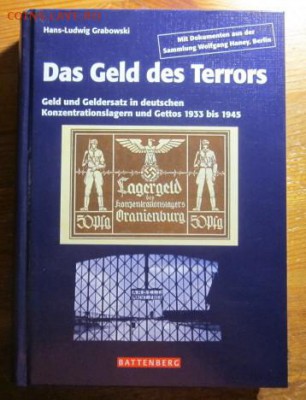 Hans-Ludwig Grabowski
Mit Dokumenten aus der
Sammlung Wolfgang Haney, Berlin
Das Geld des Terrors
Geld und Geldersatz in deutschen
Konzentrationslagern und Gettos 1933 bis 1945
Lagergeld
des
Konzentrationslagers
Oranienburg
50Pfg 50Pfg
BATTENBERG